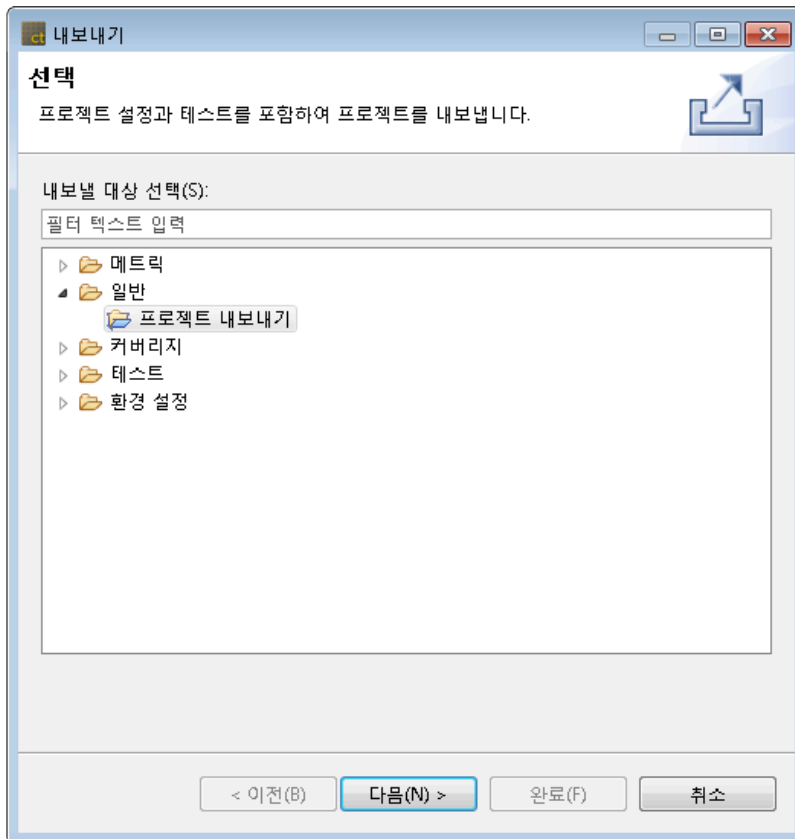 ct 내보내기
선택
프로젝트 설정과 테스트를 포함하여 프로젝트를 내보냅니다.
내보낼 대상 선택(S):
필터 텍스트 입력
메트릭
일반
프로젝트 내보내기
커버리지
테스트
환경 설정
< 이전(B) 다음(N) > 완료(F) 취소